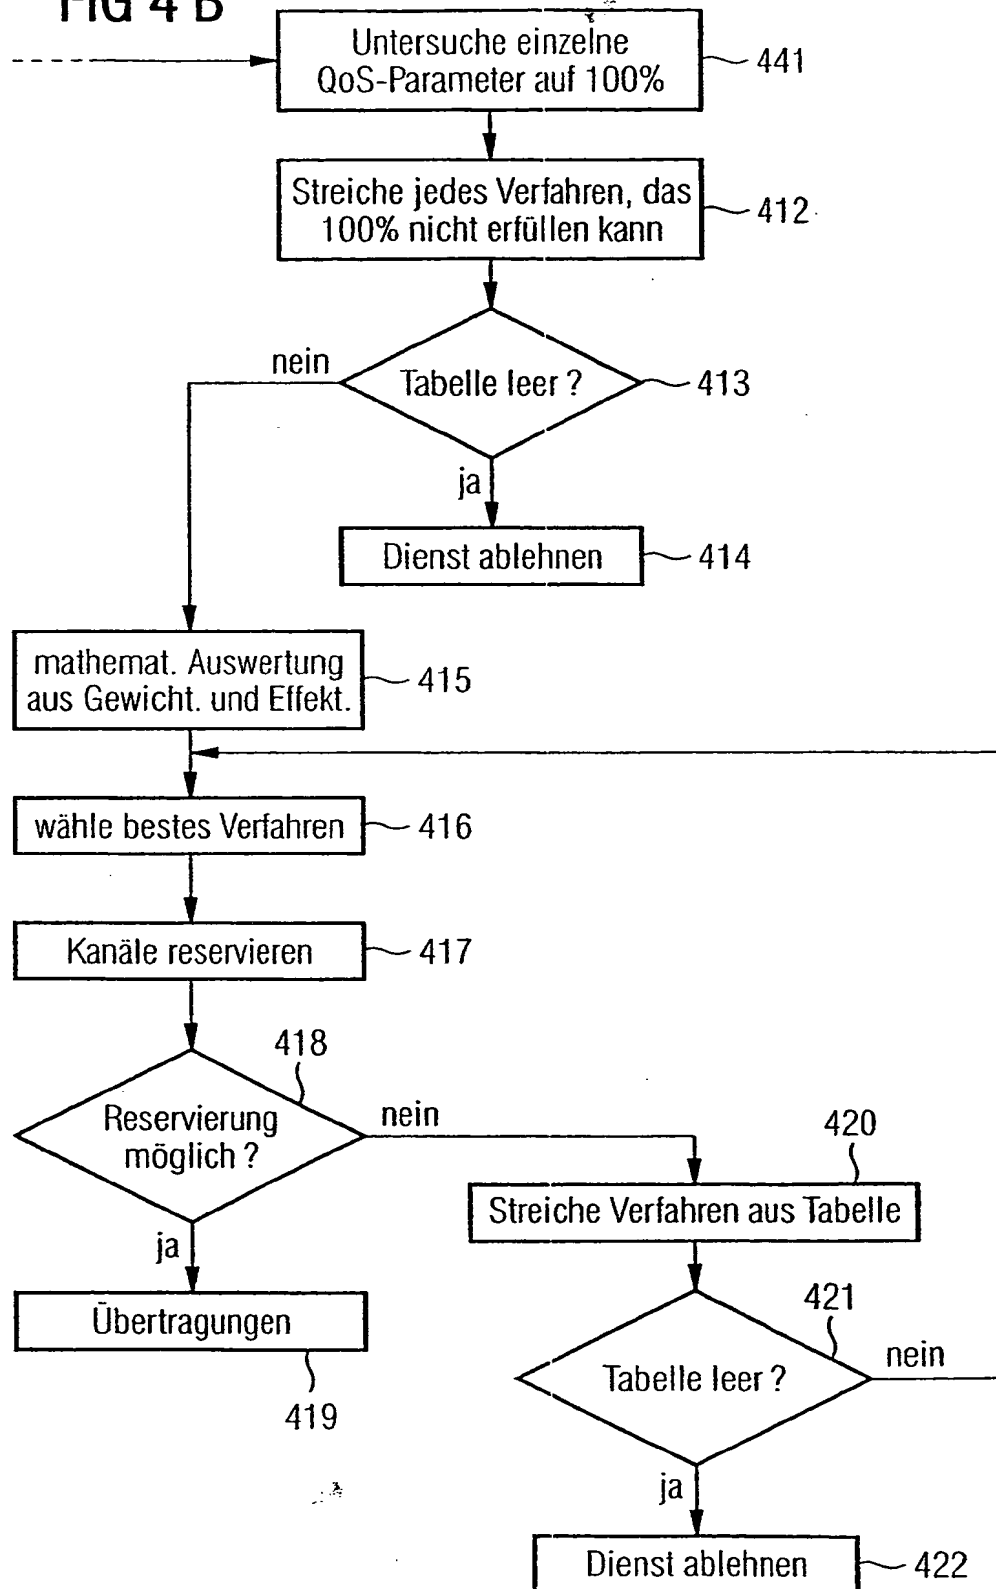 FIG 4 B
Untersuche einzelne
QoS-Parameter auf 100%
441
Streiche jedes Verfahren, das
100% nicht erfüllen kann
412
nein
Tabelle leer ?
413
ja
Dienst ablehnen
414
mathemat. Auswertung
aus Gewicht. und Effekt.
415
wähle bestes Verfahren
416
Kanäle reservieren
417
418
Reservierung
möglich ?
nein
420
Streiche Verfahren aus Tabelle
ja
Übertragungen
419
421
Tabelle leer ?
nein
ja
Dienst ablehnen
422